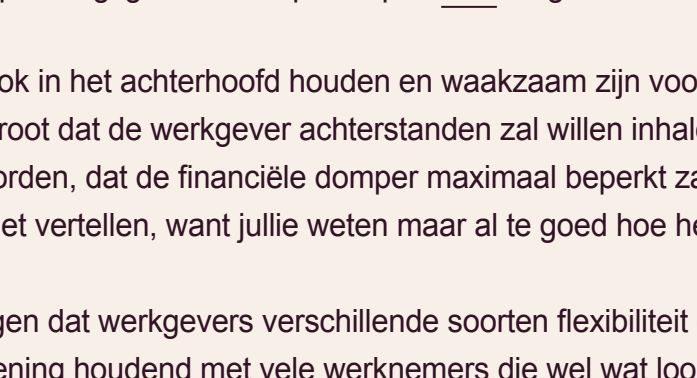 ok in het achterhoofd houden en waakzaam zijn voo
root dat de werkgever achterstanden zal willen inhal
orden, dat de financiële domper maximaal beperkt za
et vertellen, want jullie weten maar al te goed hoe he
gen dat werkgevers verschillende soorten flexibiliteit
ening houdend met vele werknemers die wel wat loo